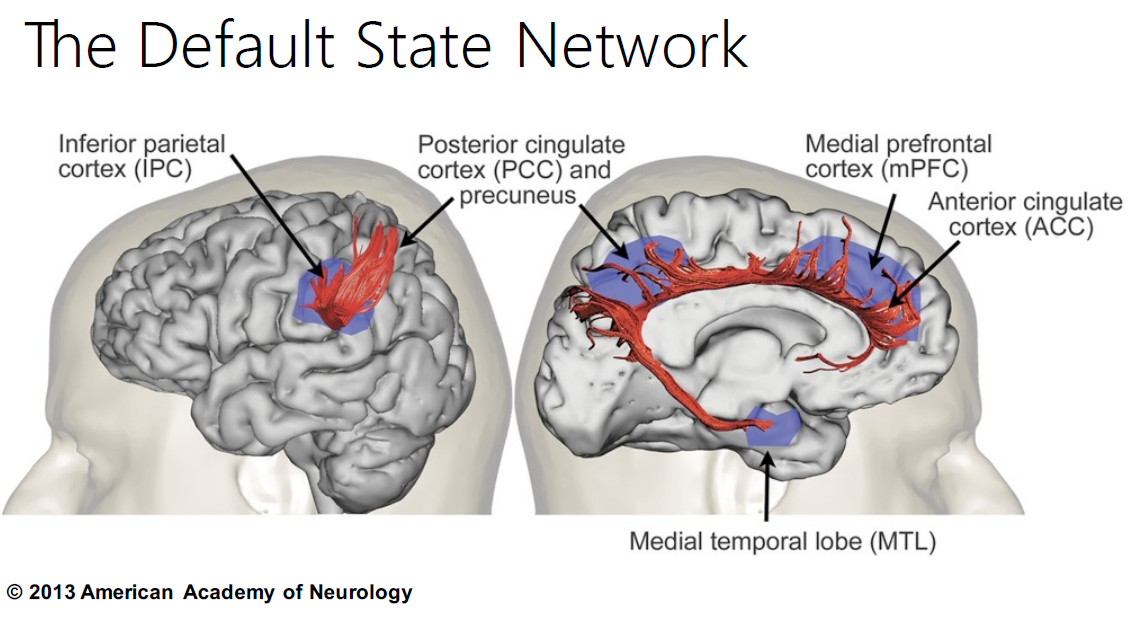 The Default State Network
Inferior parietal
cortex (IPC)
Posterior cingulate
cortex (PCC) and
precuneus
Medial prefrontal
cortex (mPFC)
Anterior cingulate
cortex (ACC)
Medial temporal lobe (MTL)
© 2013 American Academy of Neurology